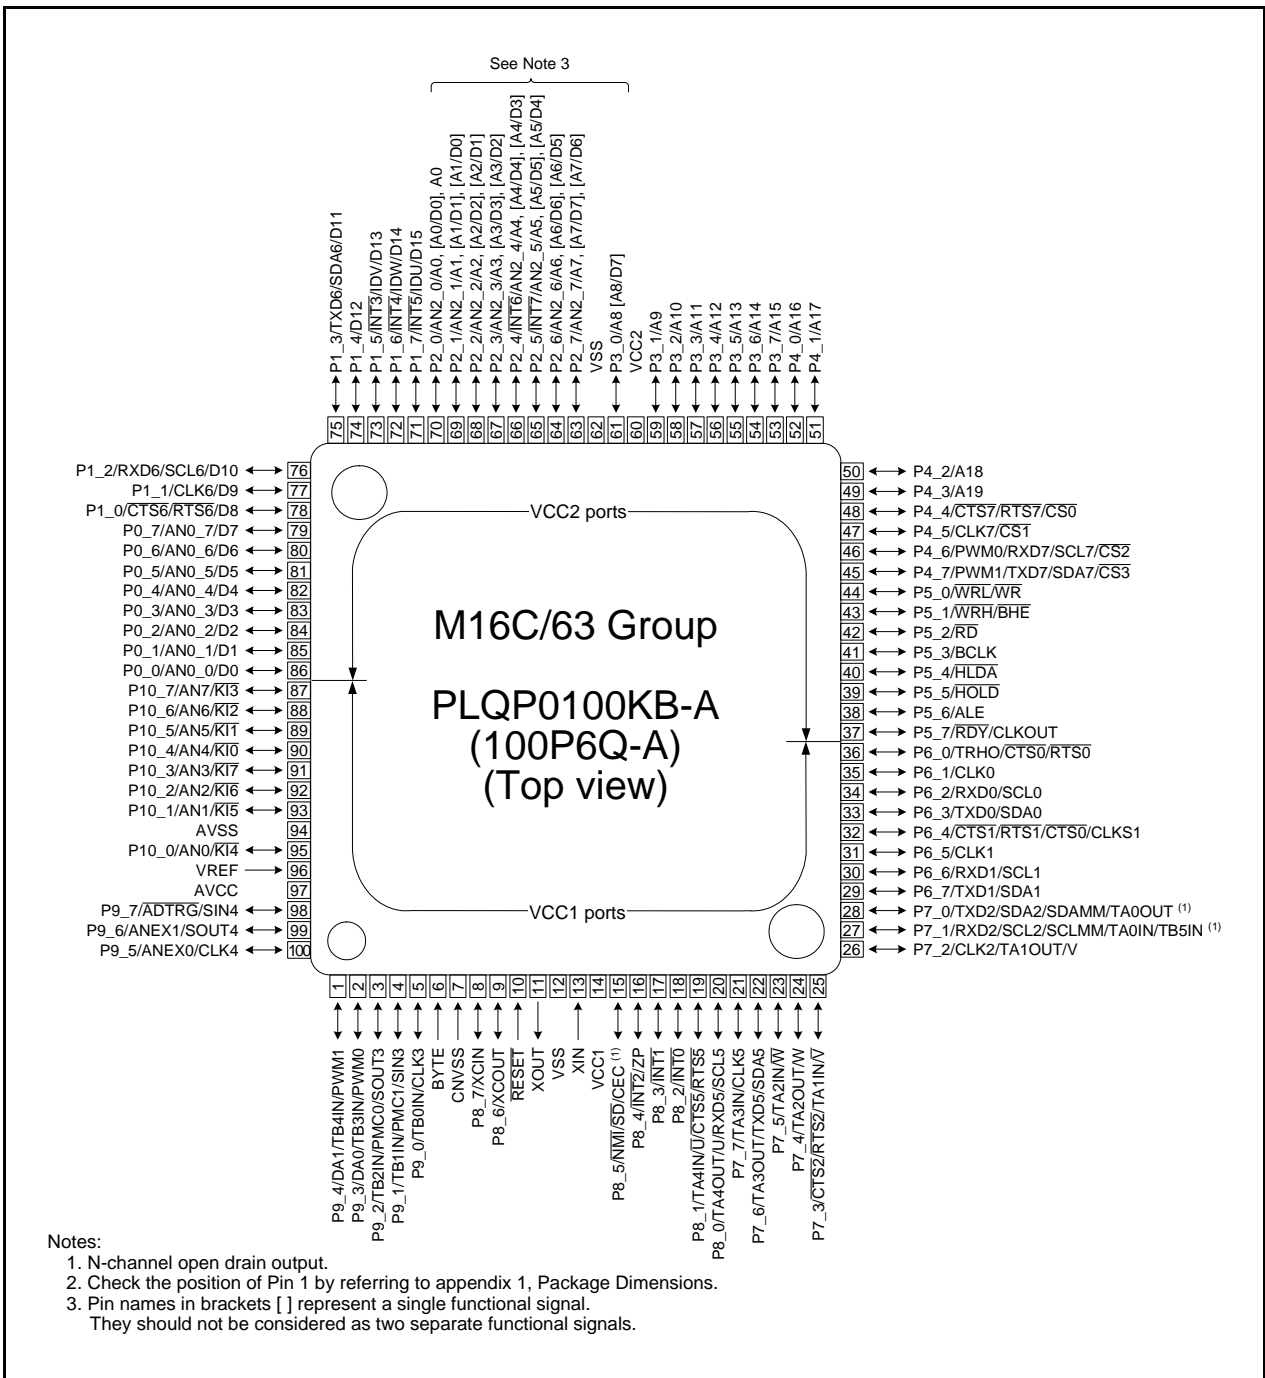 See Note 3
P1_3/TXD6/SDA6/D11
P1_4/D12
P1_5/INT3/IDV/D13
P1_6/INT4/IDW/D14
P1_7/INT5/IDU/D15
P2_0/AN2_0/A0, [A0/D0], A0
P2_1/AN2_1/A1, [A1/D1], [A1/D0]
P2_2/AN2_2/A2, [A2/D2], [A2/D1]
P2_3/AN2_3/A3, [A3/D3], [A3/D2]
P2_4/INT6/AN2_4/A4, [A4/D4], [A4/D3]
P2_5/INT7/AN2_5/A5, [A5/D5], [A5/D4]
P2_6/AN2_6/A6, [A6/D6], [A6/D5]
P2_7/AN2_7/A7, [A7/D7], [A7/D6]
VSS
P3_0/A8 [A8/D7]
VCC2
P3_1/A9
P3_2/A10
P3_3/A11
P3_4/A12
P3_5/A13
P3_6/A14
P3_7/A15
P4_0/A16
P4_1/A17
75 74 73 72 71 70 69 68 67 66 65 64 63 62 61 60 59 58 57 56 55 54 53 52 51
P1_2/RXD6/SCL6/D10 76
P1_1/CLK6/D9 77
P1_0/CTS6/RTS6/D8 78
P0_7/AN0_7/D7 79
P0_6/AN0_6/D6 80
P0_5/AN0_5/D5 81
P0_4/AN0_4/D4 82
P0_3/AN0_3/D3 83
P0_2/AN0_2/D2 84
P0_1/AN0_1/D1 85
P0_0/AN0_0/D0 86
P10_7/AN7/KI3 87
P10_6/AN6/KI2 88
P10_5/AN5/KI1 89
P10_4/AN4/KI0 90
P10_3/AN3/KI7 91
P10_2/AN2/KI6 92
P10_1/AN1/KI5 93
AVSS 94
P10_0/AN0/KI4 95
VREF 96
AVCC 97
P9_7/ADTRG/SIN4 98
P9_6/ANEX1/SOUT4 99
P9_5/ANEX0/CLK4 100
VCC2 ports
M16C/63 Group
PLQP0100KB-A
(100P6Q-A)
(Top view)
VCC1 ports
50 P4_2/A18
49 P4_3/A19
48 P4_4/CTS7/RTS7/CS0
47 P4_5/CLK7/CS1
46 P4_6/PWM0/RXD7/SCL7/CS2
45 P4_7/PWM1/TXD7/SDA7/CS3
44 P5_0/WRL/WR
43 P5_1/WRH/BHE
42 P5_2/RD
41 P5_3/BCLK
40 P5_4/HLDA
39 P5_5/HOLD
38 P5_6/ALE
37 P5_7/RDY/CLKOUT
36 P6_0/TRHO/CTS0/RTS0
35 P6_1/CLK0
34 P6_2/RXD0/SCL0
33 P6_3/TXD0/SDA0
32 P6_4/CTS1/RTS1/CTS0/CLKS1
31 P6_5/CLK1
30 P6_6/RXD1/SCL1
29 P6_7/TXD1/SDA1
28 P7_0/TXD2/SDA2/SDAMM/TA0OUT (1)
27 P7_1/RXD2/SCL2/SCLMM/TA0IN/TB5IN (1)
26 P7_2/CLK2/TA1OUT/V
1 2 3 4 5 6 7 8 9 10 11 12 13 14 15 16 17 18 19 20 21 22 23 24 25
P9_4/DA1/TB4IN/PWM1
P9_3/DA0/TB3IN/PWM0
P9_2/TB2IN/PMC0/SOUT3
P9_1/TB1IN/PMC1/SIN3
P9_0/TB0IN/CLK3
BYTE
CNVSS
P8_7/XCIN
P8_6/XCOUT
RESET
XOUT
VSS
XIN
VCC1
P8_5/NMI/SD/CEC (1)
P8_4/INT2/ZP
P8_3/INT1
P8_2/INT0
P8_1/TA4IN/U/CTS5/RTS5
P8_0/TA4OUT/U/RXD5/SCL5
P7_7/TA3IN/CLK5
P7_6/TA3OUT/TXD5/SDA5
P7_5/TA2IN/W
P7_4/TA2OUT/W
P7_3/CTS2/RTS2/TA1IN/V
Notes:
1. N-channel open drain output.
2. Check the position of Pin 1 by referring to appendix 1, Package Dimensions.
3. Pin names in brackets [ ] represent a single functional signal.
They should not be considered as two separate functional signals.